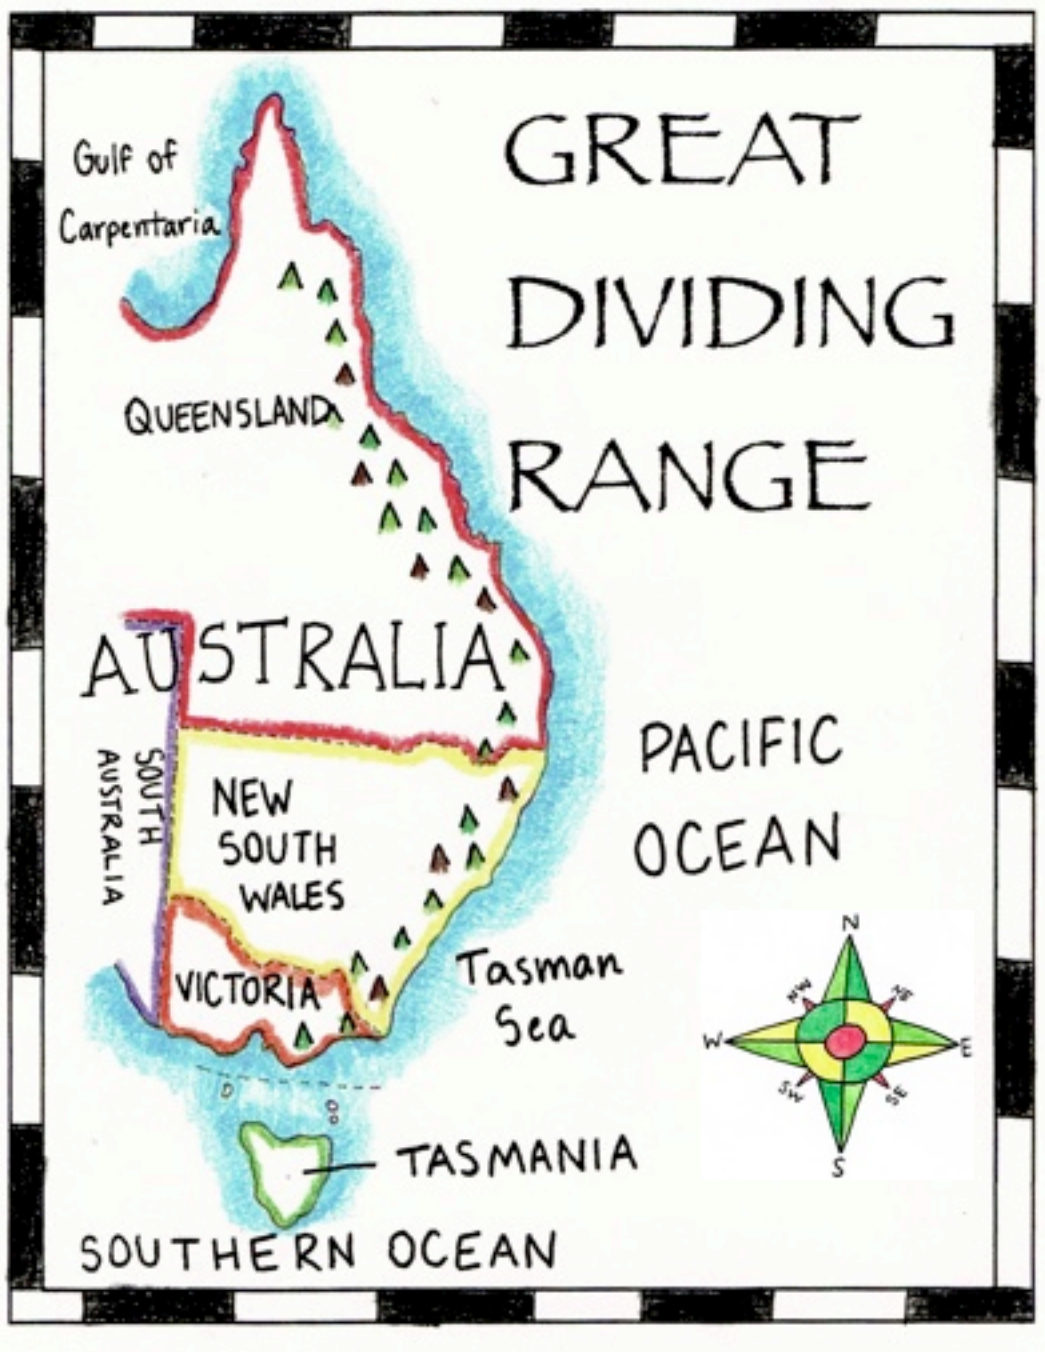 GREAT
DIVIDING
RANGE
Gulf of
Carpentaria
QUEENSLAND
AUSTRALIA
SOUTH
AUSTRALIA
NEW
SOUTH
WALES
VICTORIA
PACIFIC
OCEAN
Tasman
Sea
N
NW
NE
W
E
SW
SE
S
TASMANIA
SOUTHERN OCEAN